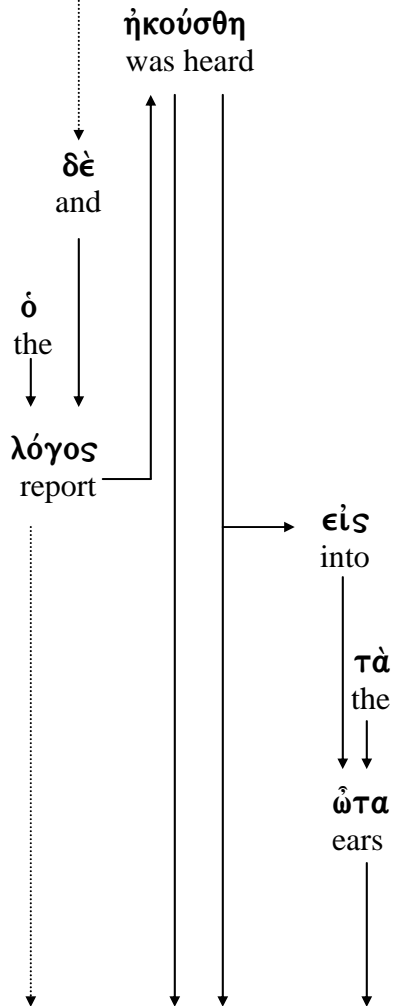 ἠκούσθη
was heard
δὲ
and
ὁ
the
λόγος
report
εἰς
into
τὰ
the
ὦτα
ears